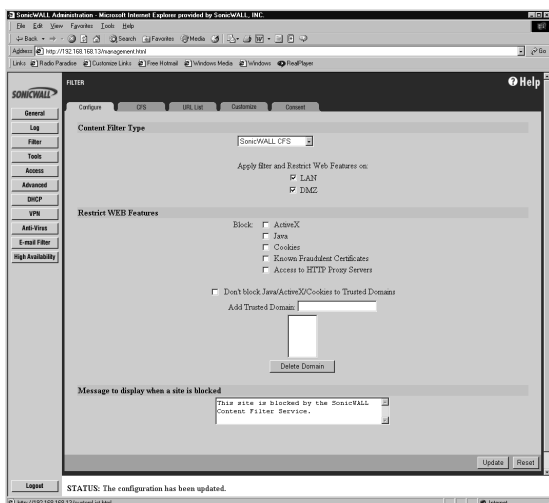 SonicWALL Administration - Microsoft Internet Explorer provided by SonicWALL, INC.
File Edit View Favorites Tools Help
Back Search Favorites Media
Address http://192.168.168.13/management.html Go
Links Radio Paradise Customize Links Free Hotmail Windows Media Windows RealPlayer
SONICWALL
FILTER
Help
Configure CFS URL List Customize Consent
General
Log
Filter
Tools
Access
Advanced
DHCP
VPN
Anti-Virus
E-mail Filter
High Availability
Logout
Content Filter Type
SonicWALL CFS
Apply filter and Restrict Web Features on:
LAN
DMZ
Restrict WEB Features
Block: ActiveX
Java
Cookies
Known Fraudulent Certificates
Access to HTTP Proxy Servers
Don't block Java/ActiveX/Cookies to Trusted Domains
Add Trusted Domain:
Delete Domain
Message to display when a site is blocked
This site is blocked by the SonicWALL
Content Filter Service.
Update Reset
STATUS: The configuration has been updated.
Internet